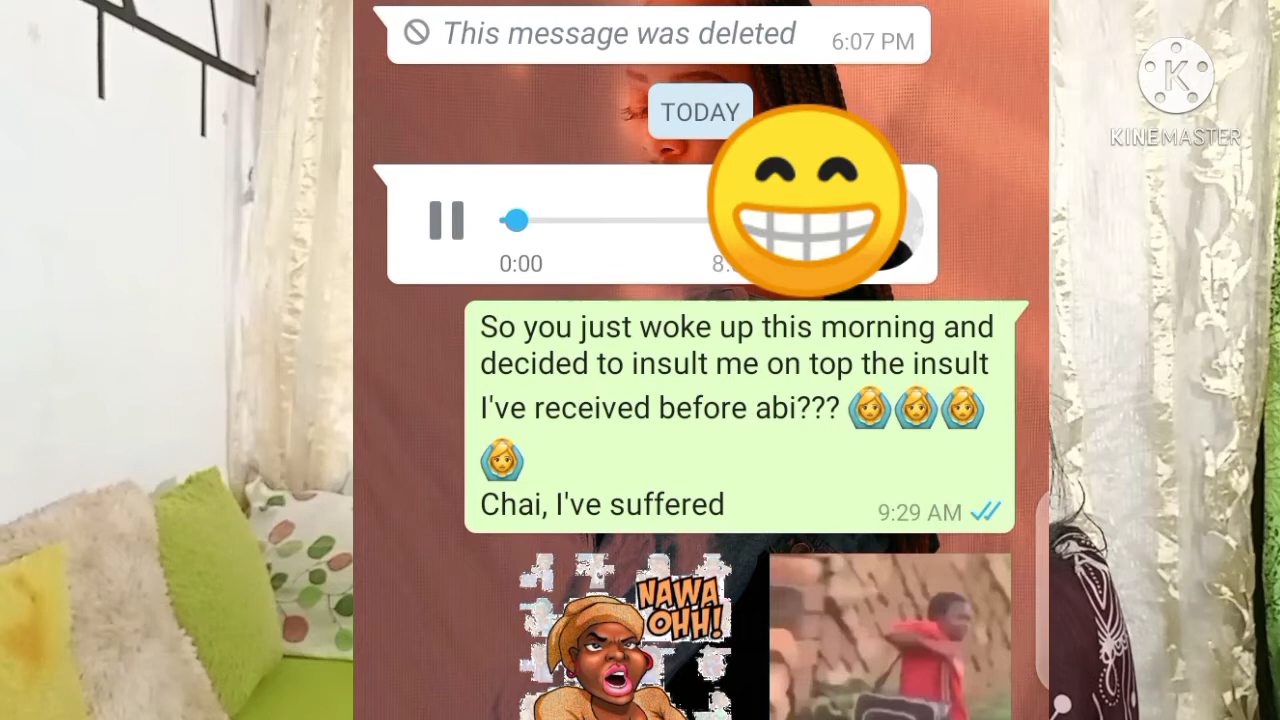 This message was deleted
6:07 PM
TODAY
K
KINEMASTER
0:00
So you just woke up this morning and
decided to insult me on top the insult
I've received before abi???
Chai, I've suffered
9:29 AM
NAWA
OHH!